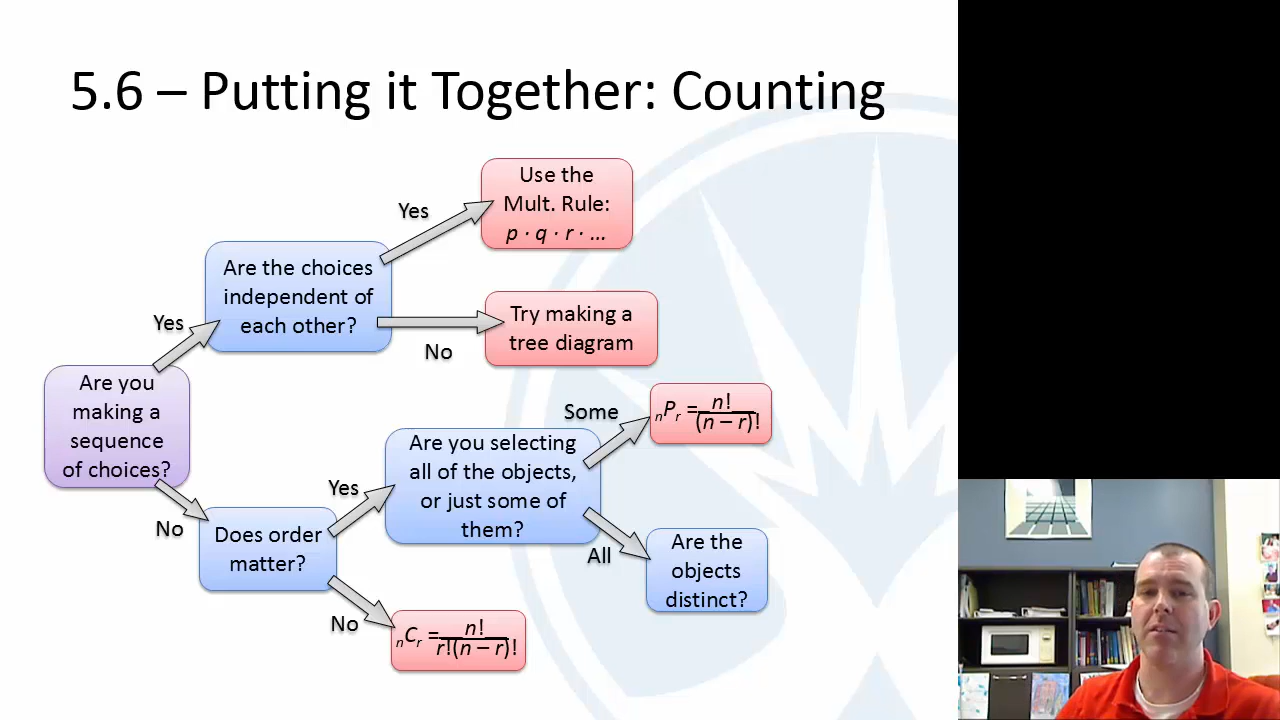 5.6 – Putting it Together: Counting
Use the
Mult. Rule:
p · q · r · ...
Yes
Are the choices
independent of
each other?
Try making a
tree diagram
No
Yes
Are you
making a
sequence
of choices?
No
Does order
matter?
Yes
Are you selecting
all of the objects,
or just some of
them?
Some
nPr = n!
(n – r)!
All
Are the
objects
distinct?
No
nCr = n!
r!(n – r)!